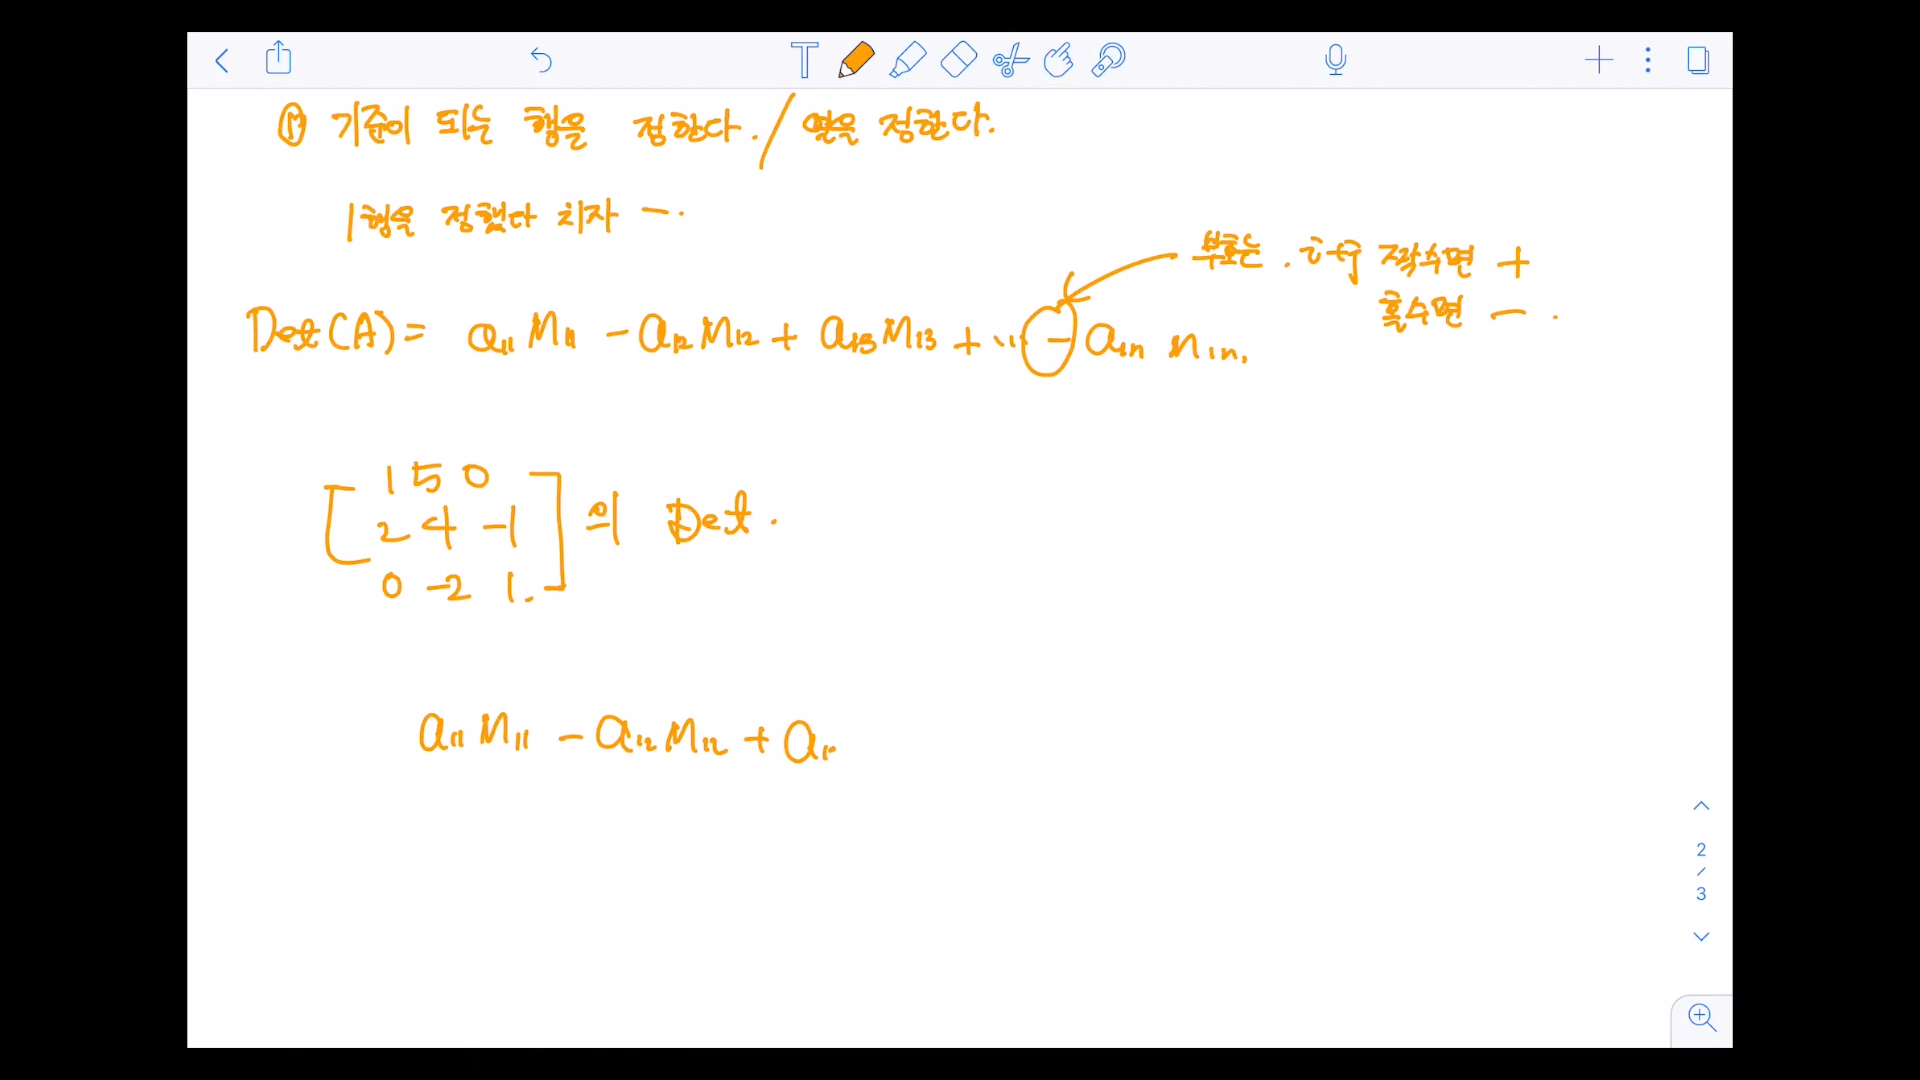 ① 기준이 되는 행을 정한다. / 열을 정한다.
1행을 정했다 치자 ㅡ.
부호는. i+j 짝수면 +
홀수면 ㅡ .
Det(A) = a₁₁ M₁₁ - a₁₂ M₁₂ + a₁₃ M₁₃ + ... - a₁ₙ M₁ₙ.
1 5 0
2 4 -1 의 Det.
0 -2 1.
a₁₁ M₁₁ - a₁₂ M₁₂ + a₁
2
/
3